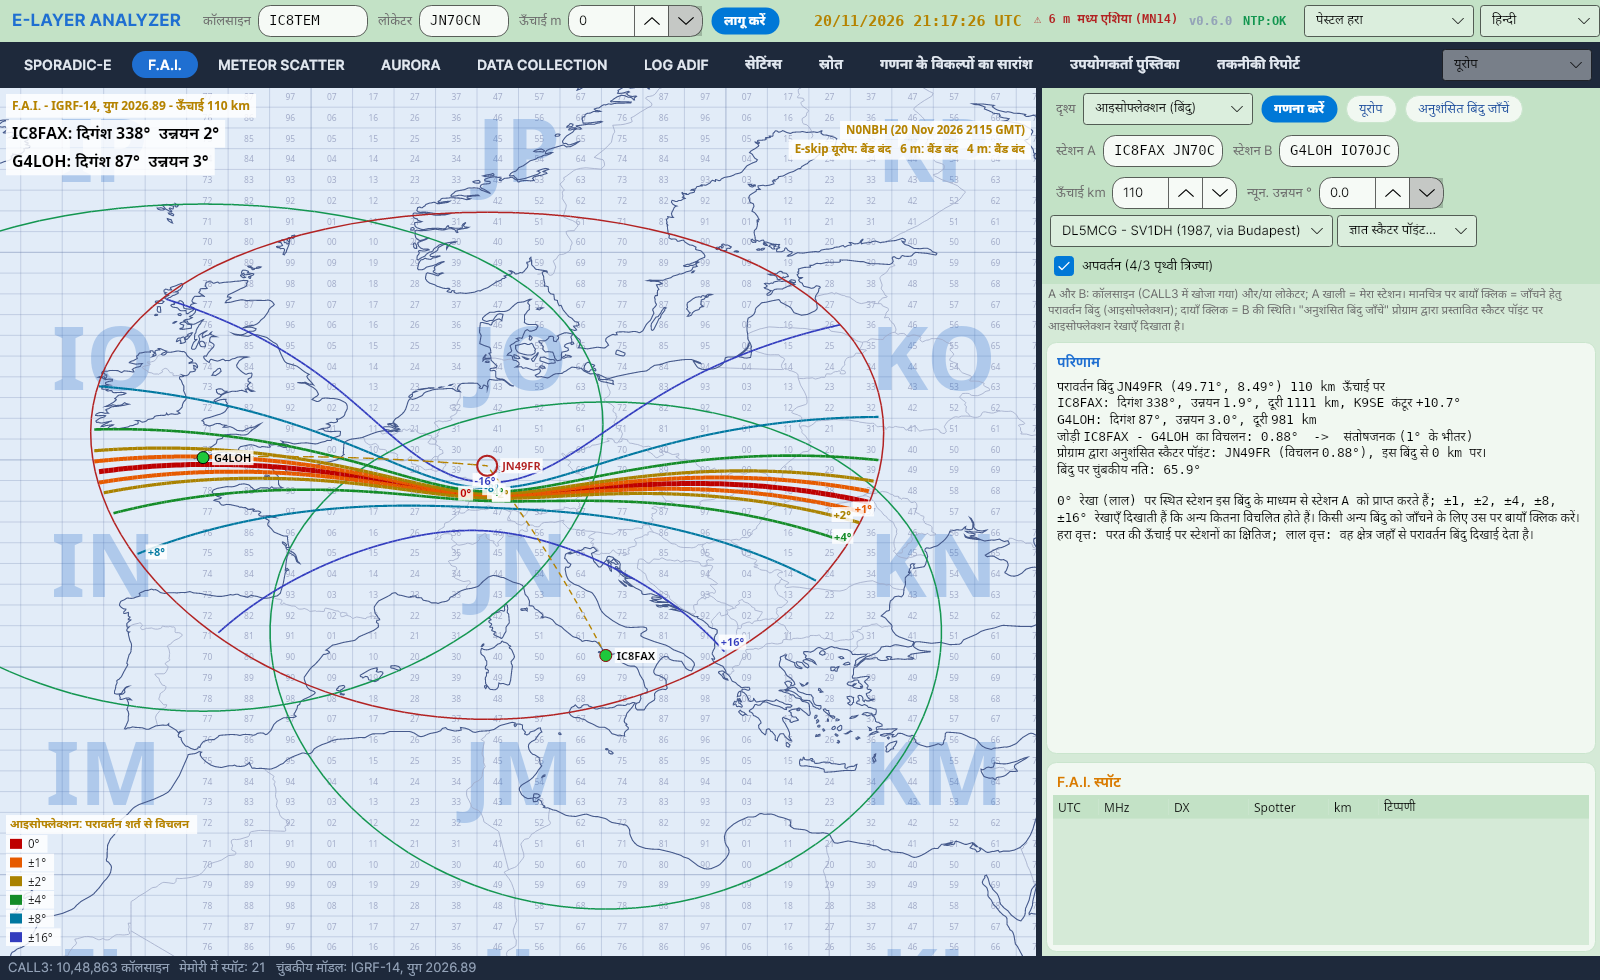 E-LAYER ANALYZER कॉलसाइन IC8TEM लोकेटर JN70CN ऊँचाई m 0 लागू करें 20/11/2026 21:17:26 UTC ⚠ 6 m मध्य एशिया (MN14) v0.6.0 NTP:OK पेस्टल हरा हिन्दी
SPORADIC-E F.A.I. METEOR SCATTER AURORA DATA COLLECTION LOG ADIF सेटिंग्स स्रोत गणना के विकल्पों का सारांश उपयोगकर्ता पुस्तिका तकनीकी रिपोर्ट यूरोप
F.A.I. - IGRF-14, युग 2026.89 - ऊँचाई 110 km
IC8FAX: दिगंश 338° उन्नयन 2°
G4LOH: दिगंश 87° उन्नयन 3°
N0NBH (20 Nov 2026 2115 GMT)
E-skip यूरोप: बैंड बंद 6 m: बैंड बंद 4 m: बैंड बंद
JP
IO JO KO
G4LOH
JN49FR
-16°
0°
+1°
+2°
+4°
+8°
IN JN KN
+16°
IC8FAX
IM JM KM
आइसोफ्लेक्शन: परावर्तन शर्त से विचलन
0°
±1°
±2°
±4°
±8°
±16°
दृश्य आइसोफ्लेक्शन (बिंदु) गणना करें यूरोप अनुशंसित बिंदु जाँचें
स्टेशन A IC8FAX JN70C स्टेशन B G4LOH IO70JC
ऊँचाई km 110 न्यून. उन्नयन ° 0.0
DL5MCG - SV1DH (1987, via Budapest) ज्ञात स्कैटर पॉइंट...
अपवर्तन (4/3 पृथ्वी त्रिज्या)
A और B: कॉलसाइन (CALL3 में खोजा गया) और/या लोकेटर; A खाली = मेरा स्टेशन। मानचित्र पर बायाँ क्लिक = जाँचने हेतु
परावर्तन बिंदु (आइसोफ्लेक्शन); दायाँ क्लिक = B की स्थिति। "अनुशंसित बिंदु जाँचें" प्रोग्राम द्वारा प्रस्तावित स्कैटर पॉइंट पर
आइसोफ्लेक्शन रेखाएँ दिखाता है।
परिणाम
परावर्तन बिंदु JN49FR (49.71°, 8.49°) 110 km ऊँचाई पर
IC8FAX: दिगंश 338°, उन्नयन 1.9°, दूरी 1111 km, K9SE कंटूर +10.7°
G4LOH: दिगंश 87°, उन्नयन 3.0°, दूरी 981 km
जोड़ी IC8FAX - G4LOH का विचलन: 0.88° -> संतोषजनक (1° के भीतर)
प्रोग्राम द्वारा अनुशंसित स्कैटर पॉइंट: JN49FR (विचलन 0.88°), इस बिंदु से 0 km पर।
बिंदु पर चुंबकीय नति: 65.9°
0° रेखा (लाल) पर स्थित स्टेशन इस बिंदु के माध्यम से स्टेशन A को प्राप्त करते हैं; ±1, ±2, ±4, ±8,
±16° रेखाएँ दिखाती हैं कि अन्य कितना विचलित होते हैं। किसी अन्य बिंदु को जाँचने के लिए उस पर बायाँ क्लिक करें।
हरा वृत्त: परत की ऊँचाई पर स्टेशनों का क्षितिज; लाल वृत्त: वह क्षेत्र जहाँ से परावर्तन बिंदु दिखाई देता है।
F.A.I. स्पॉट
UTC MHz DX Spotter km टिप्पणी
CALL3: 10,48,863 कॉलसाइन मेमोरी में स्पॉट: 21 चुंबकीय मॉडल: IGRF-14, युग 2026.89